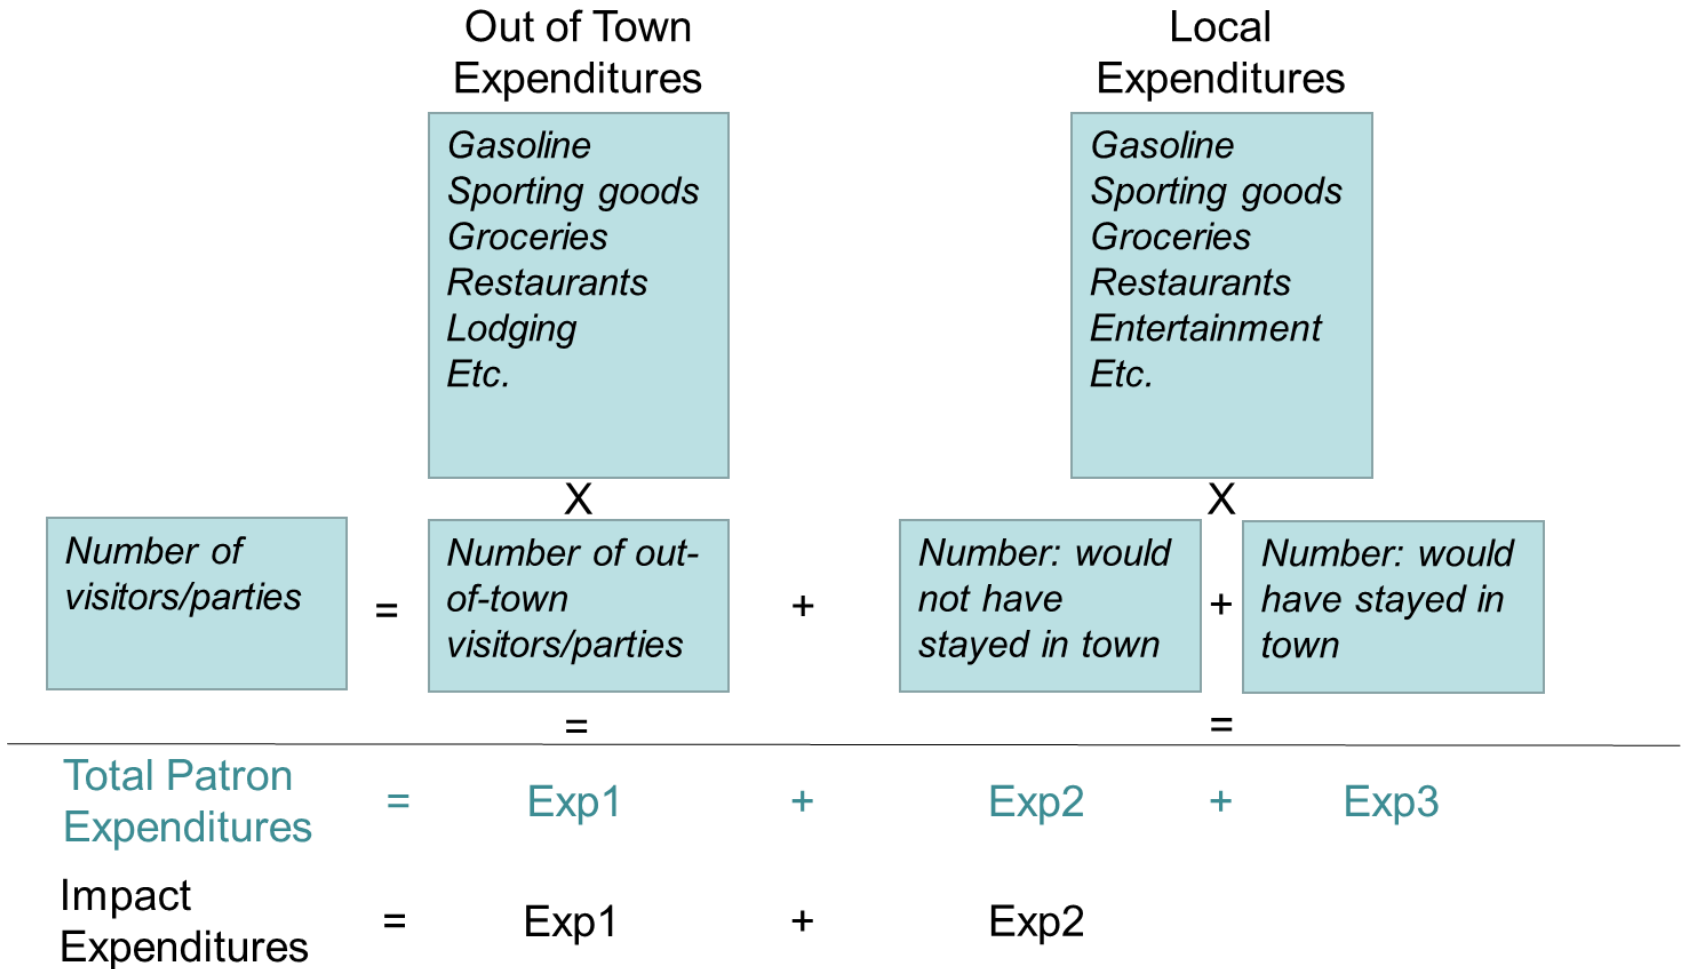 Out of Town
Expenditures
Local
Expenditures
Gasoline
Sporting goods
Groceries
Restaurants
Lodging
Etc.
Gasoline
Sporting goods
Groceries
Restaurants
Entertainment
Etc.
X
X
Number of
visitors/parties
=
Number of out-
of-town
visitors/parties
+
Number: would
not have
stayed in town
+
Number: would
have stayed in
town
=
=
Total Patron
Expenditures
= Exp1 + Exp2 + Exp3
Impact
Expenditures
= Exp1 + Exp2